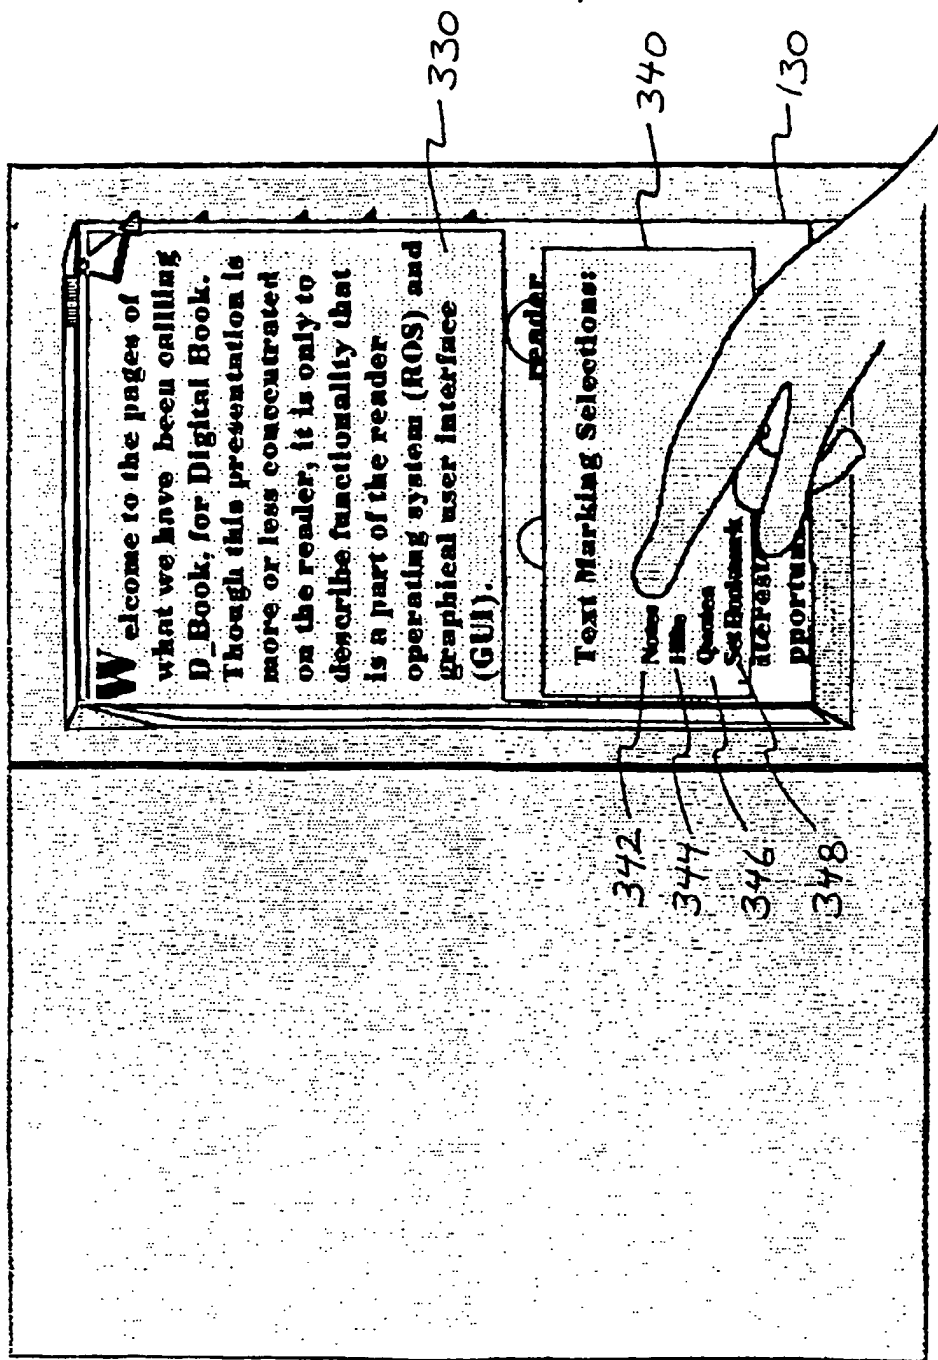 Welcome to the pages of
what we have been calling
D_Book, for Digital Book.
Though this presentation is
more or less concentrated
on the reader, it is only to
describe functionality that
is a part of the reader
operating system (ROS) and
graphical user interface
(GUI).
reader
Text Marking Selections:
Notes
Quotes
Set Bookmark
330
340
130
342
344
346
348